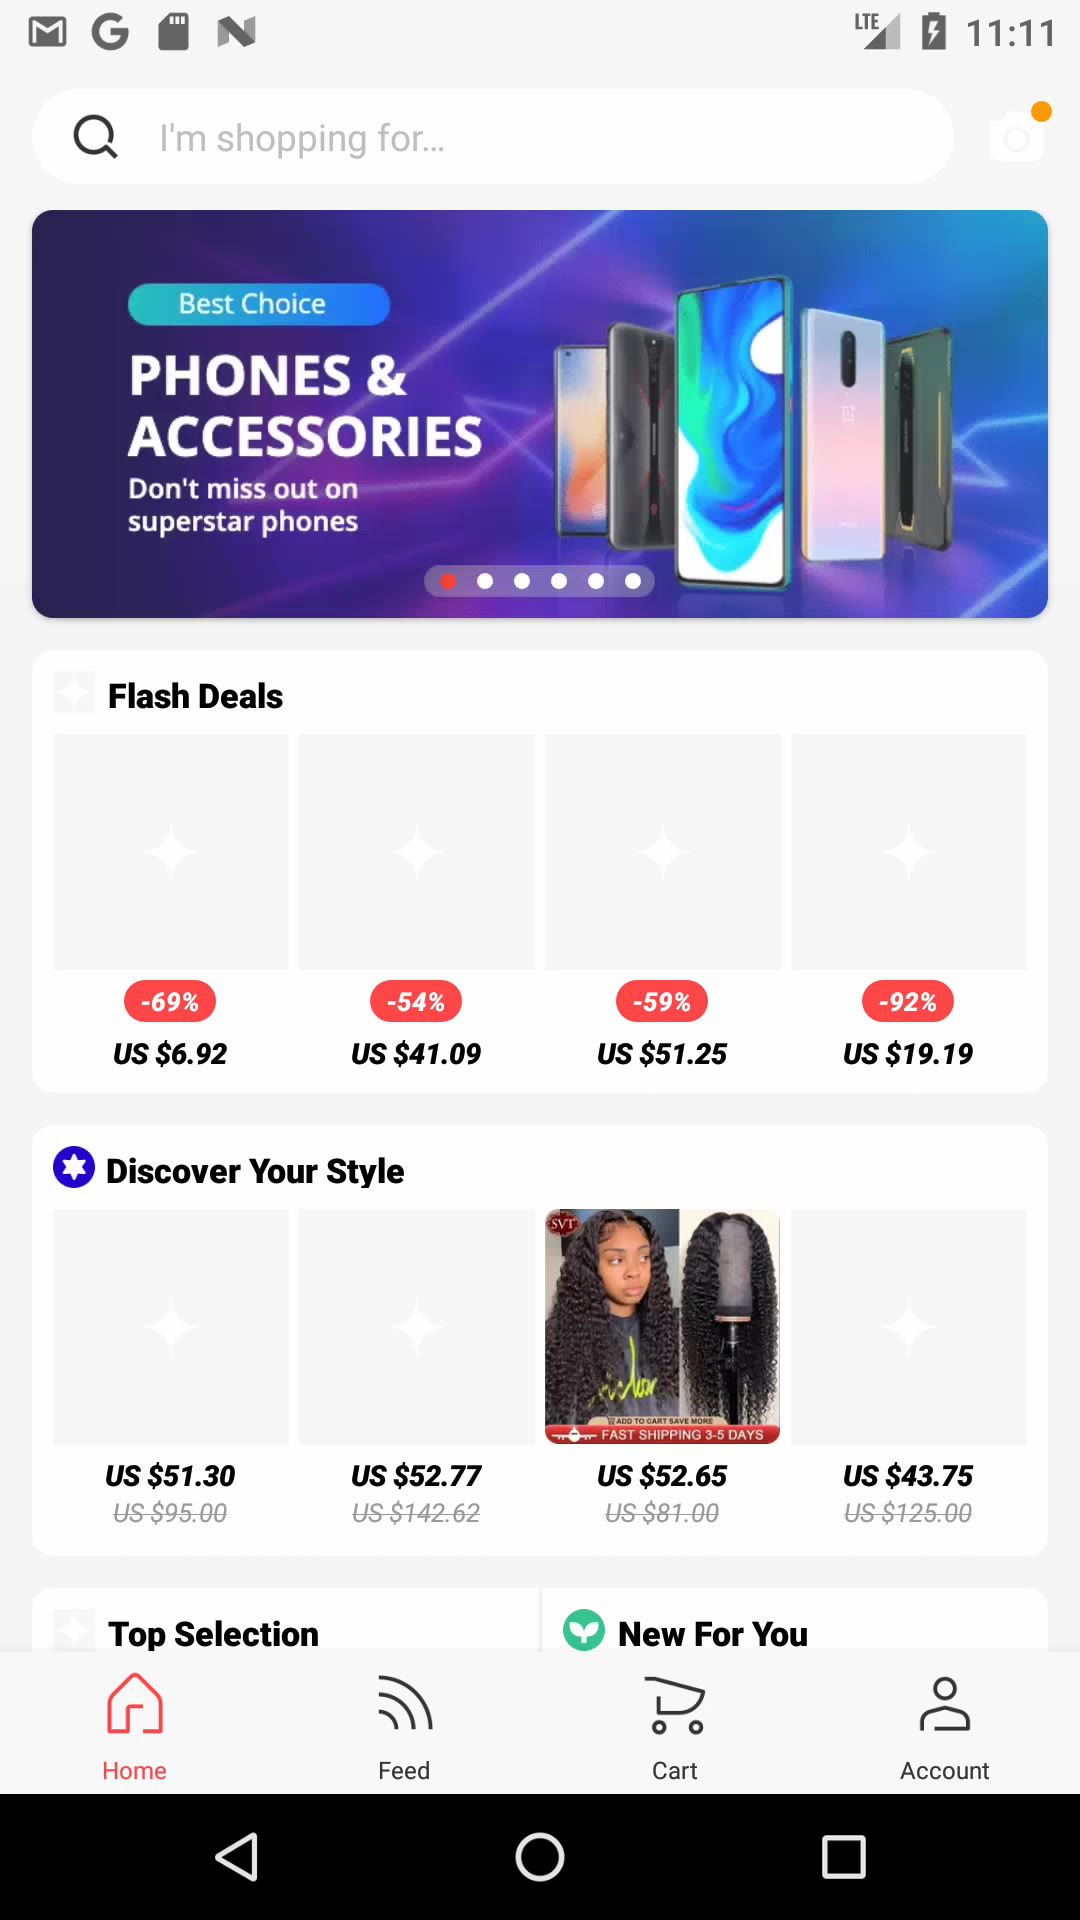 LTE 11:11
I'm shopping for...
Best Choice
PHONES &
ACCESSORIES
Don't miss out on
superstar phones
Flash Deals
-69% -54% -59% -92%
US $6.92 US $41.09 US $51.25 US $19.19
Discover Your Style
SVT
ADD TO CART SAVE MORE
FAST SHIPPING 3-5 DAYS
US $51.30 US $52.77 US $52.65 US $43.75
US $95.00 US $142.62 US $81.00 US $125.00
Top Selection New For You
Home Feed Cart Account